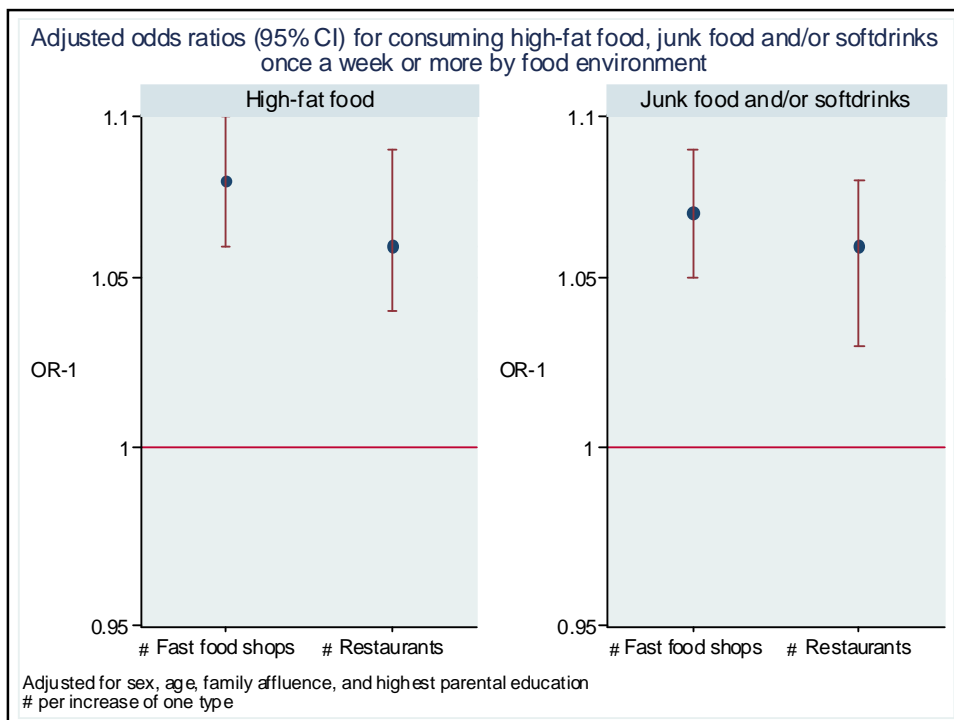 Adjusted odds ratios (95% CI) for consuming high-fat food, junk food and/or softdrinks
once a week or more by food environment
High-fat food
1.1
1.05
OR-1
1
0.95
# Fast food shops # Restaurants
Junk food and/or softdrinks
1.1
1.05
OR-1
1
0.95
# Fast food shops # Restaurants
Adjusted for sex, age, family affluence, and highest parental education
# per increase of one type